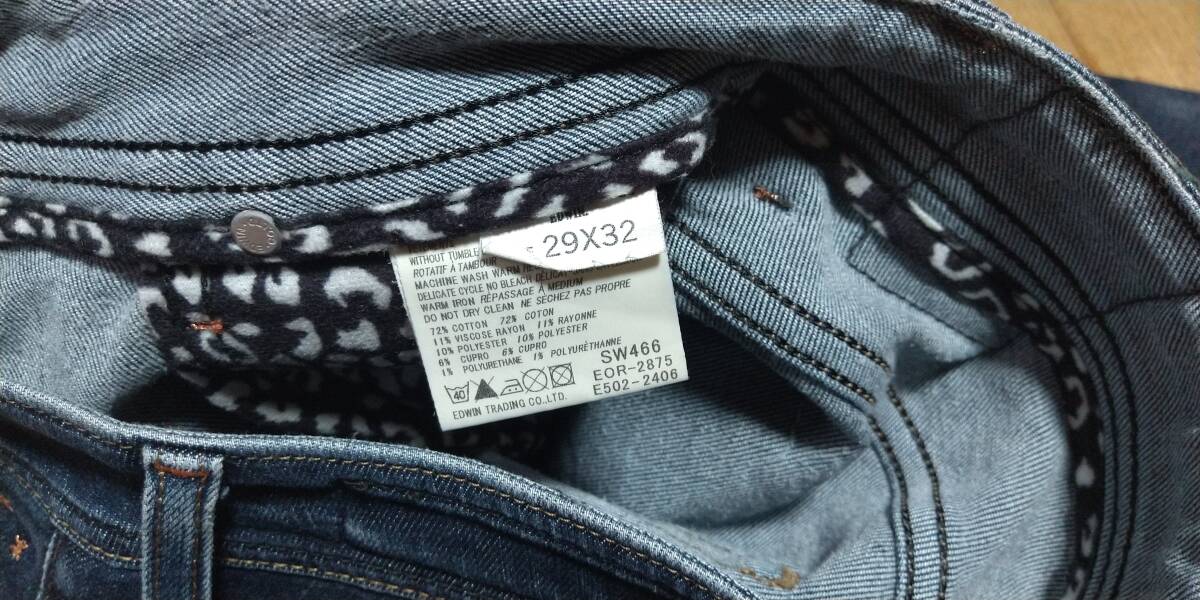 EDWIN.
29X32
WITHOUT TUMBLE
ROTATIF À TAMBOUR
MACHINE WASH WARM
DELICATE CYCLE NO BLEACH
WARM IRON RÉPASSAGE À MEDIUM
DO NOT DRY CLEAN NE SÉCHEZ PAS PROPRE
72% COTTON 72% COTON
11% VISCOSE RAYON 11% RAYONNE
10% POLYESTER 10% POLYESTER
6% CUPRO 6% CUPRO
1% POLYURETHANE 1% POLYURÈTHANNE
SW466
EOR-2875
E502-2406
40
EDWIN TRADING CO.,LTD.